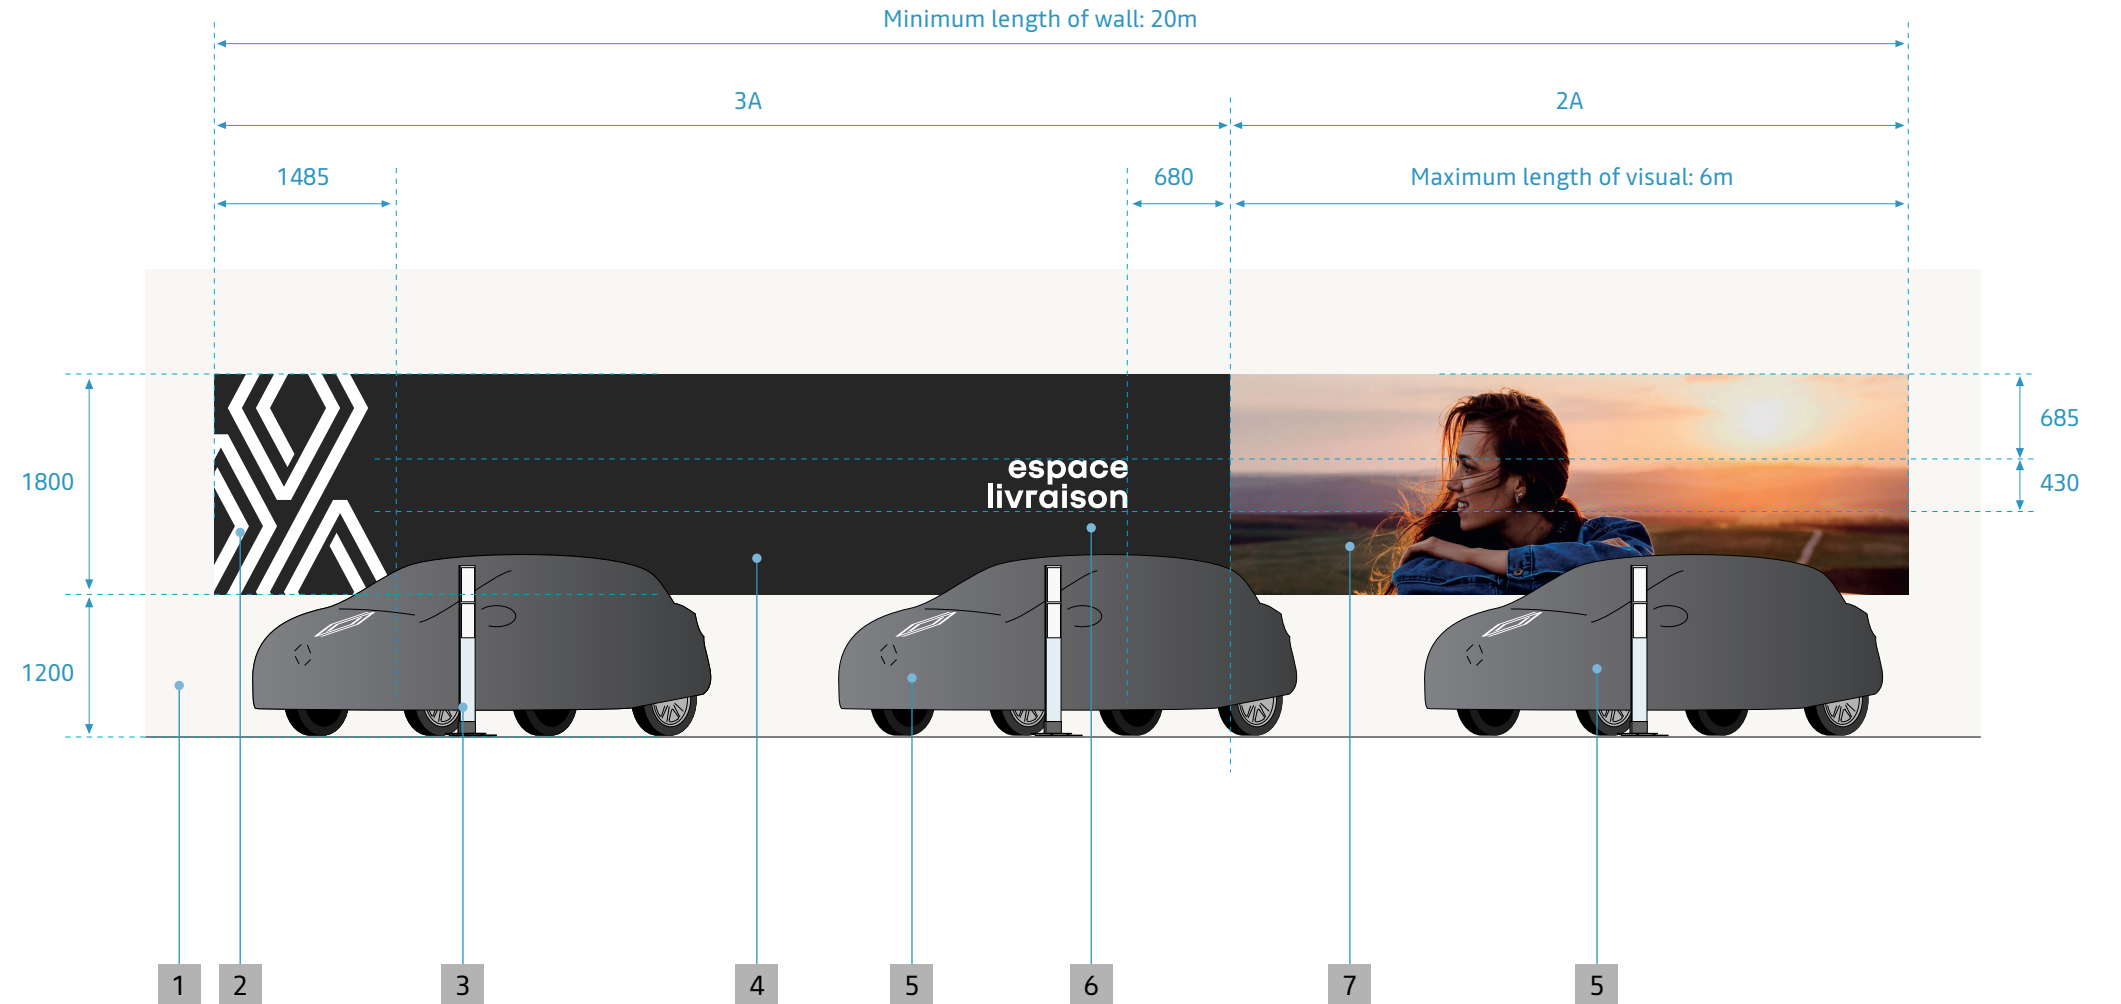 Minimum length of wall: 20m
3A
2A
1485
680
Maximum length of visual: 6m
685
espace
livraison
1800
430
1200
1
2
3
4
5
6
7
5